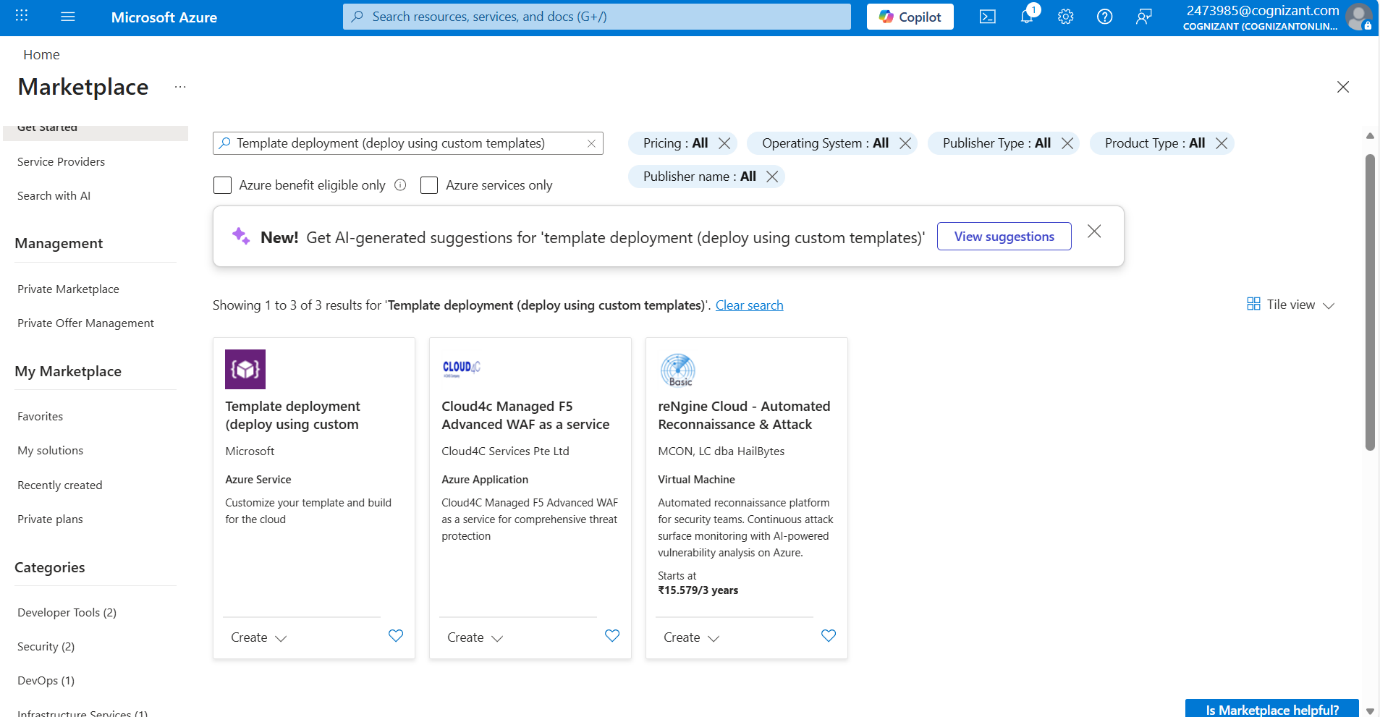 Microsoft Azure
Search resources, services, and docs (G+/)
Copilot
1
2473985@cognizant.com
COGNIZANT (COGNIZANTONLIN...
Home
Marketplace
...
Get Started
Service Providers
Search with AI
Management
Private Marketplace
Private Offer Management
My Marketplace
Favorites
My solutions
Recently created
Private plans
Categories
Developer Tools (2)
Security (2)
DevOps (1)
Infrastructure Services (1)
Template deployment (deploy using custom templates)
Pricing : All
Operating System : All
Publisher Type : All
Product Type : All
Publisher name : All
Azure benefit eligible only
Azure services only
New! Get AI-generated suggestions for 'template deployment (deploy using custom templates)'
View suggestions
Showing 1 to 3 of 3 results for 'Template deployment (deploy using custom templates)'. Clear search
Tile view
Template deployment
(deploy using custom
Microsoft
Azure Service
Customize your template and build
for the cloud
Create
CLOUD4C
Cloud4c Managed F5
Advanced WAF as a service
Cloud4C Services Pte Ltd
Azure Application
Cloud4C Managed F5 Advanced WAF
as a service for comprehensive threat
protection
Create
Basic
reNgine Cloud - Automated
Reconnaissance & Attack
MCON, LC dba HailBytes
Virtual Machine
Automated reconnaissance platform
for security teams. Continuous attack
surface monitoring with AI-powered
vulnerability analysis on Azure.
Starts at
₹15.579/3 years
Create
Is Marketplace helpful?